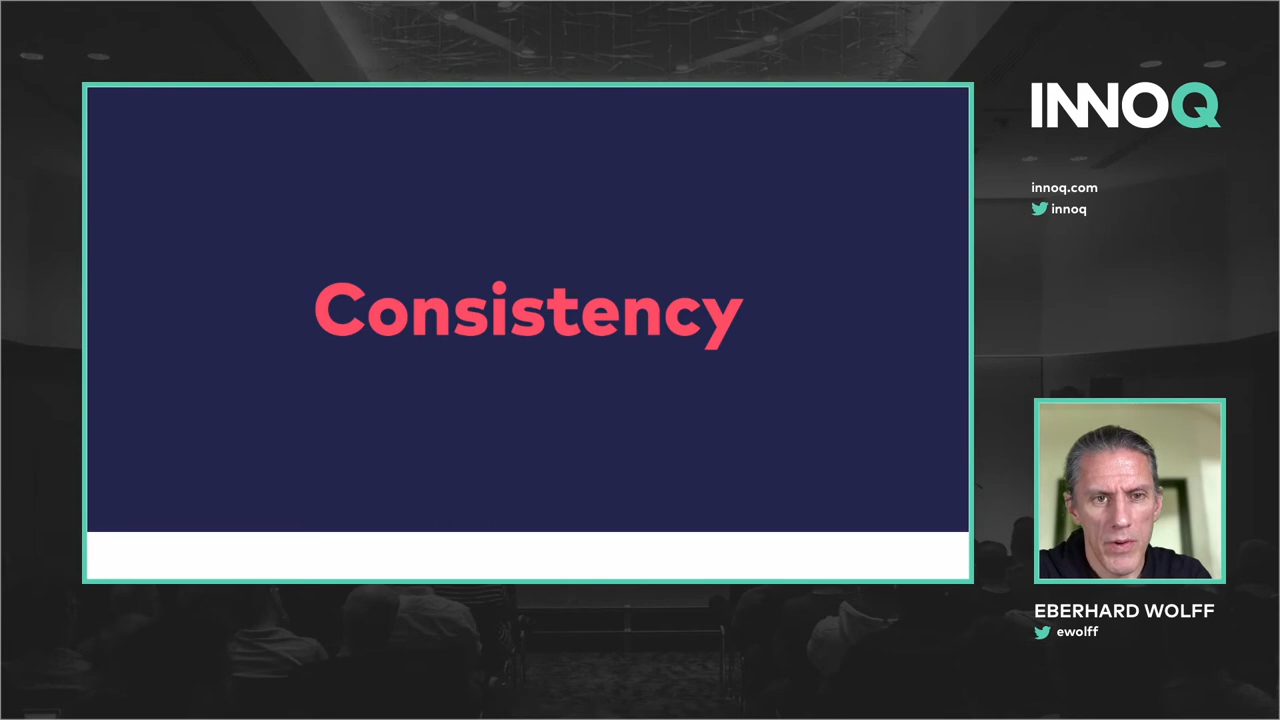 Consistency
INNOQ
innoq.com
innoq
EBERHARD WOLFF
ewolff